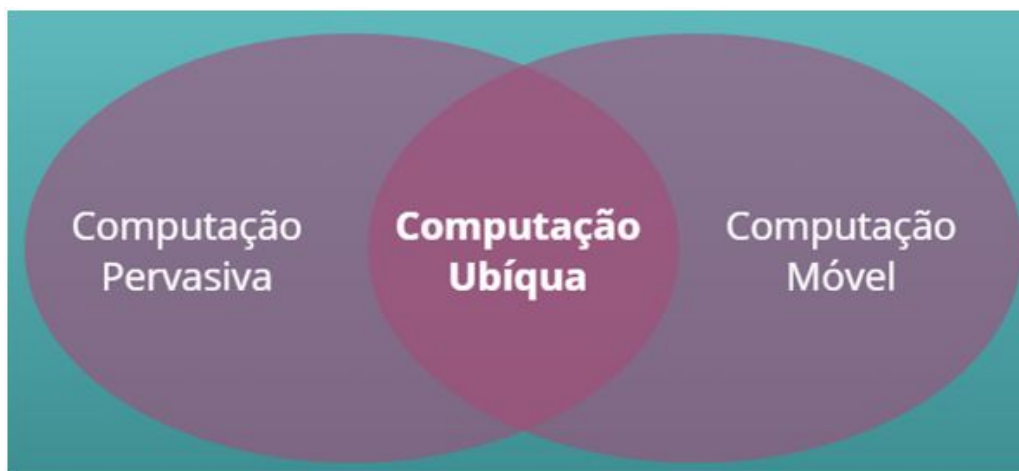 Computação
Pervasiva
Computação
Ubíqua
Computação
Móvel